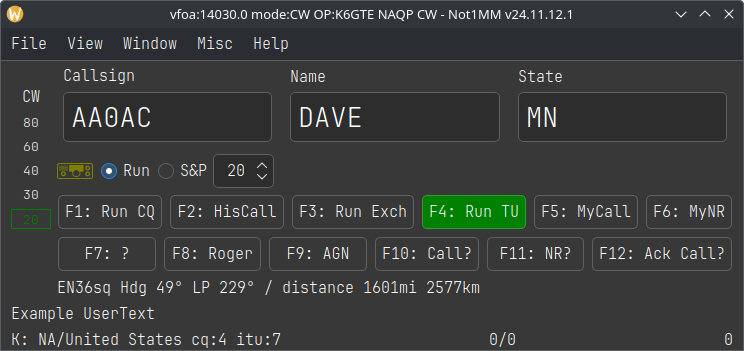 vfoa:14030.0 mode:CW OP:K6GTE NAQP CW - Not1MM v24.11.12.1
File View Window Misc Help
Callsign Name State
CW
80
60
40
30
20
AA0AC DAVE MN
Run S&P 20
F1: Run CQ F2: HisCall F3: Run Exch F4: Run TU F5: MyCall F6: MyNR
F7: ? F8: Roger F9: AGN F10: Call? F11: NR? F12: Ack Call?
EN36sq Hdg 49° LP 229° / distance 1601mi 2577km
Example UserText
K: NA/United States cq:4 itu:7 0/0 0